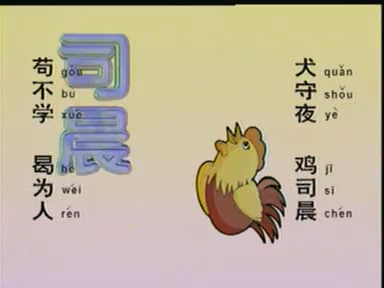 犬守夜 鸡司晨
quǎn shǒu yè jī sī chén
苟不学 曷为人
gǒu bù xué hé wéi rén
司晨